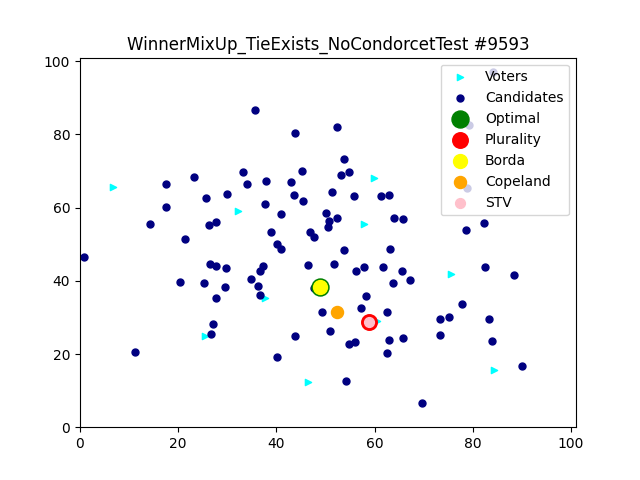 WinnerMixUp_TieExists_NoCondorcetTest #9593
100
80
60
40
20
0
0 20 40 60 80 100
Voters
Candidates
Optimal
Plurality
Borda
Copeland
STV